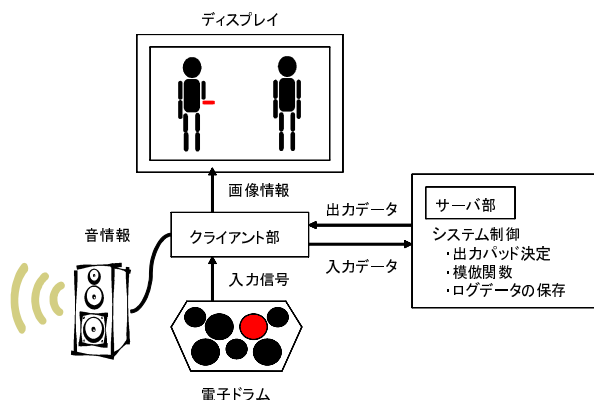 ディスプレイ
画像情報
出力データ
サーバ部
音情報
クライアント部
システム制御
・出力パッド決定
入力データ
・模倣関数
入力信号
・ログデータの保存
電子ドラム